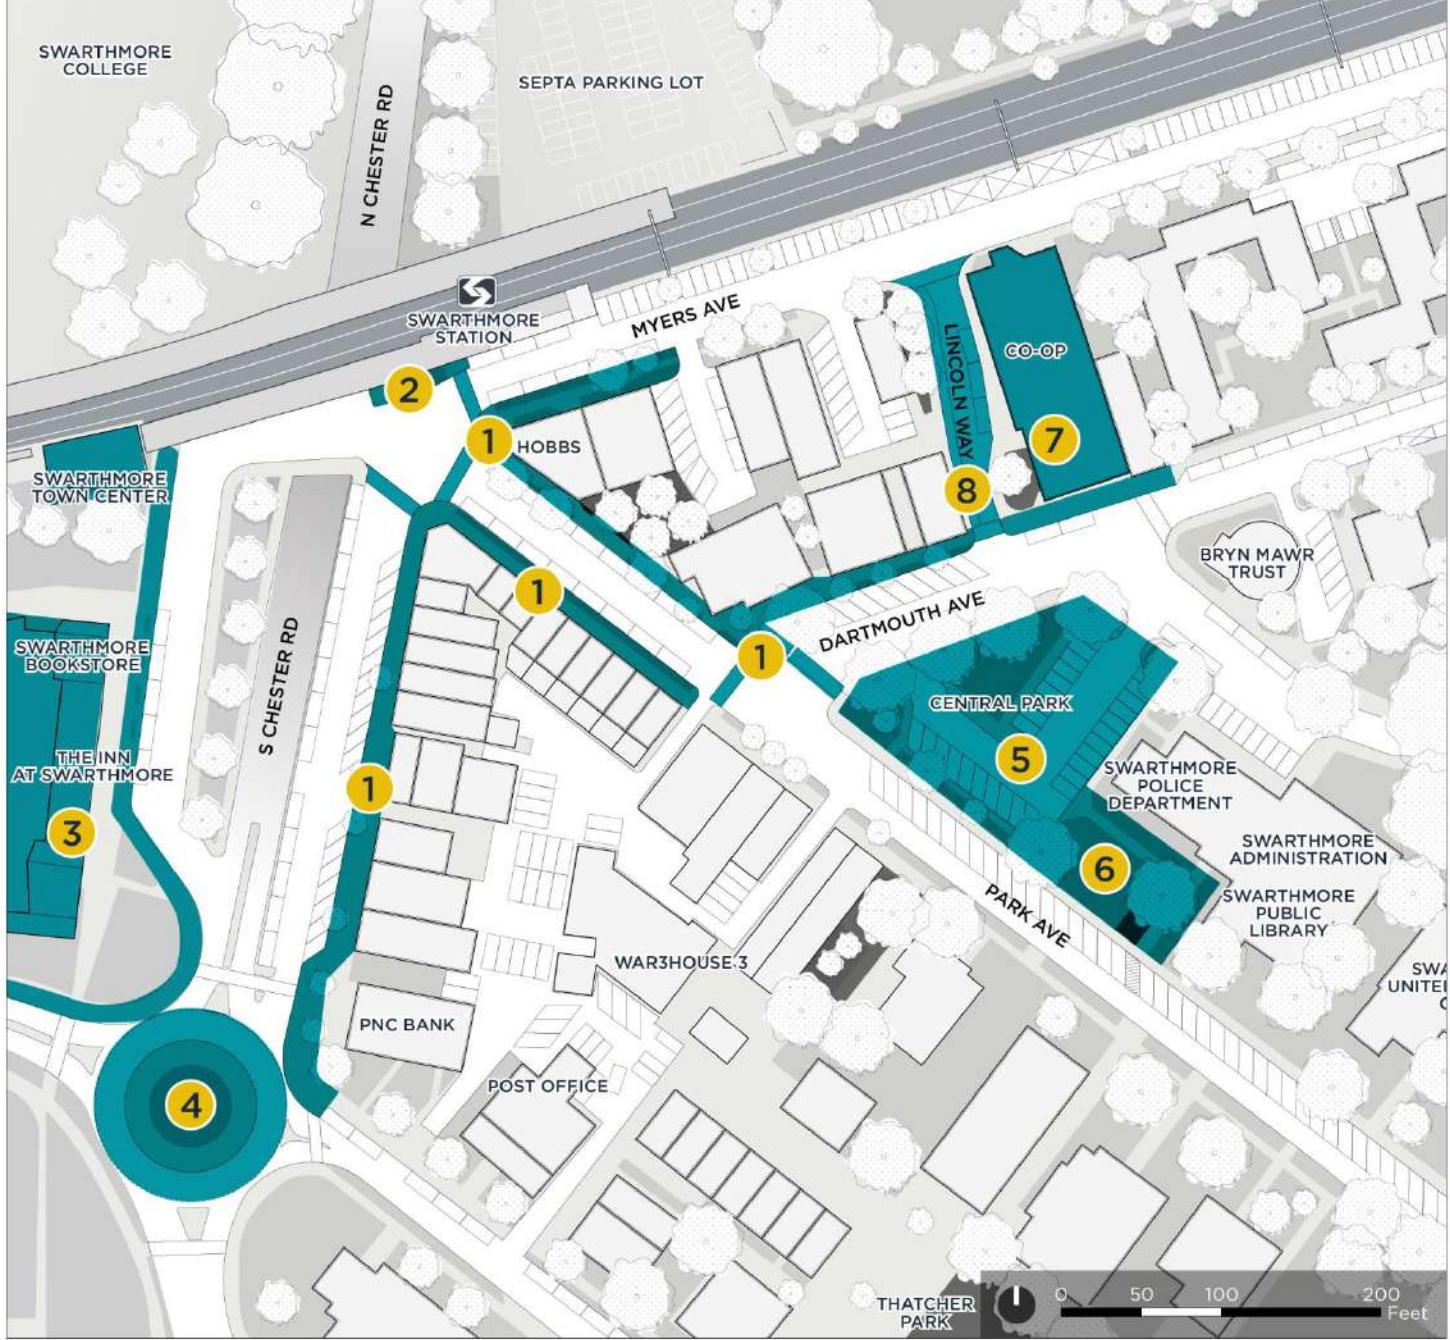 SWARTHMORE
COLLEGE
N CHESTER RD
SEPTA PARKING LOT
SWARTHMORE
STATION
MYERS AVE
2
1
HOBBS
LINCOLN WAY
CO-OP
7
8
SWARTHMORE
TOWN CENTER
BRYN MAWR
TRUST
1
DARTMOUTH AVE
SWARTHMORE
BOOKSTORE
S CHESTER RD
1
CENTRAL PARK
5
THE INN
AT SWARTHMORE
3
1
SWARTHMORE
POLICE
DEPARTMENT
SWARTHMORE
ADMINISTRATION
6
SWARTHMORE
PUBLIC
LIBRARY
PARK AVE
WAR3HOUSE 3
SWA
UNITE
C
PNC BANK
POST OFFICE
4
THATCHER
PARK
0 50 100 200
Feet